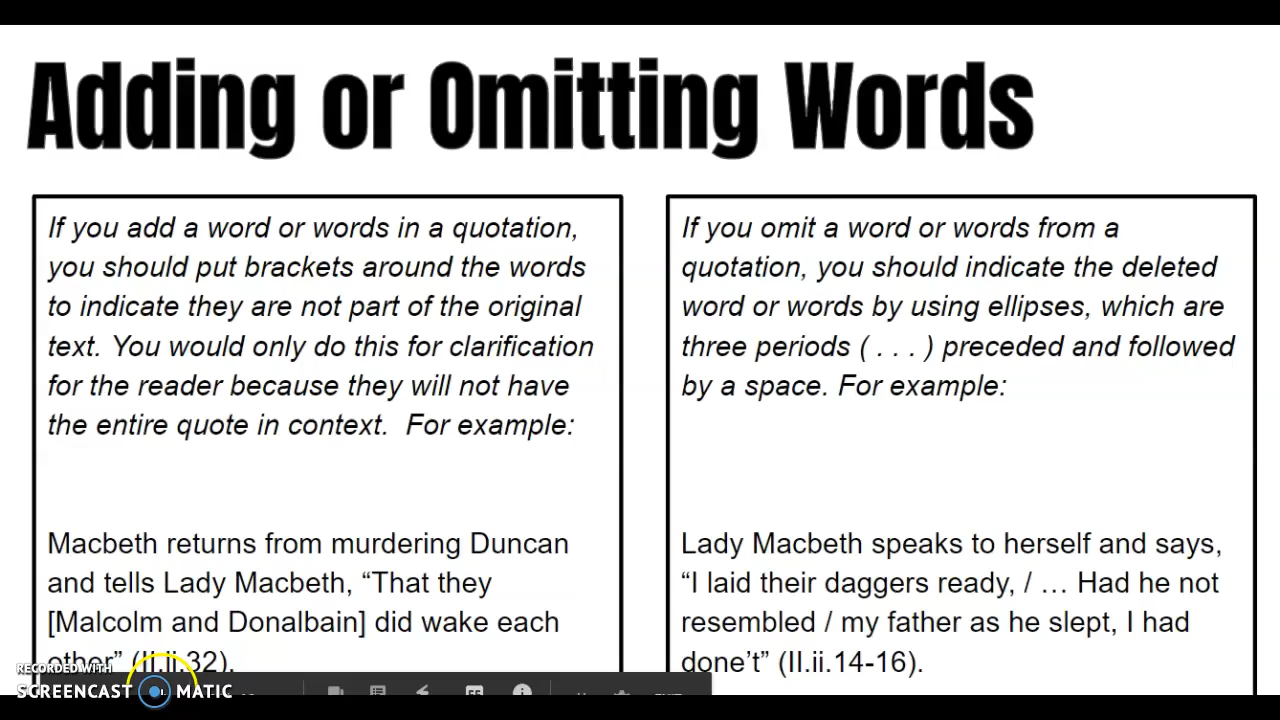 Adding or Omitting Words
If you add a word or words in a quotation,
you should put brackets around the words
to indicate they are not part of the original
text. You would only do this for clarification
for the reader because they will not have
the entire quote in context. For example:
Macbeth returns from murdering Duncan
and tells Lady Macbeth, “That they
[Malcolm and Donalbain] did wake each
other” (II.ii.32).
If you omit a word or words from a
quotation, you should indicate the deleted
word or words by using ellipses, which are
three periods ( . . . ) preceded and followed
by a space. For example:
Lady Macbeth speaks to herself and says,
“I laid their daggers ready, / … Had he not
resembled / my father as he slept, I had
done’t” (II.ii.14-16).
RECORDED WITH
SCREENCAST MATIC